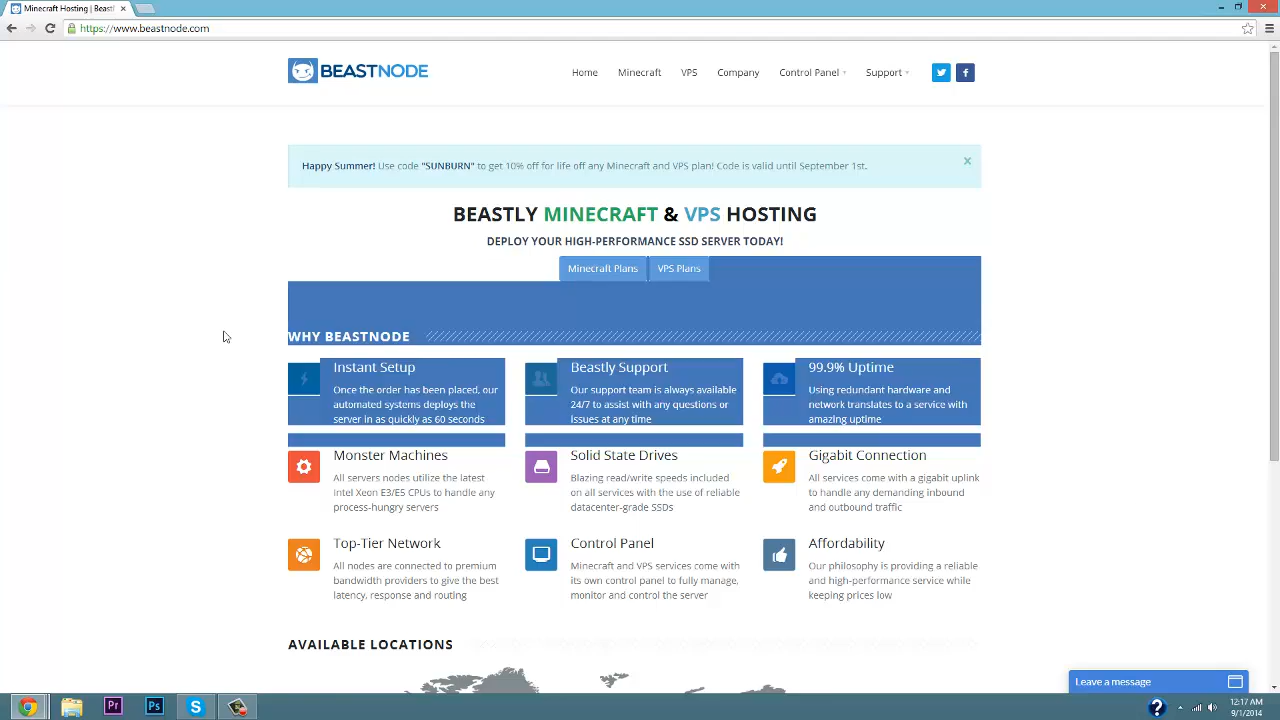 Minecraft Hosting | Beast
https://www.beastnode.com
BEASTNODE
Home Minecraft VPS Company Control Panel Support
Happy Summer! Use code "SUNBURN" to get 10% off for life off any Minecraft and VPS plan! Code is valid until September 1st.
BEASTLY MINECRAFT & VPS HOSTING
DEPLOY YOUR HIGH-PERFORMANCE SSD SERVER TODAY!
Minecraft Plans VPS Plans
WHY BEASTNODE
Instant Setup
Once the order has been placed, our
automated systems deploys the
server in as quickly as 60 seconds
Beastly Support
Our support team is always available
24/7 to assist with any questions or
issues at any time
99.9% Uptime
Using redundant hardware and
network translates to a service with
amazing uptime
Monster Machines
All servers nodes utilize the latest
Intel Xeon E3/E5 CPUs to handle any
process-hungry servers
Solid State Drives
Blazing read/write speeds included
on all services with the use of reliable
datacenter-grade SSDs
Gigabit Connection
All services come with a gigabit uplink
to handle any demanding inbound
and outbound traffic
Top-Tier Network
All nodes are connected to premium
bandwidth providers to give the best
latency, response and routing
Control Panel
Minecraft and VPS services come with
its own control panel to fully manage,
monitor and control the server
Affordability
Our philosophy is providing a reliable
and high-performance service while
keeping prices low
AVAILABLE LOCATIONS
Leave a message
Pr
Ps
12:17 AM
9/1/2014